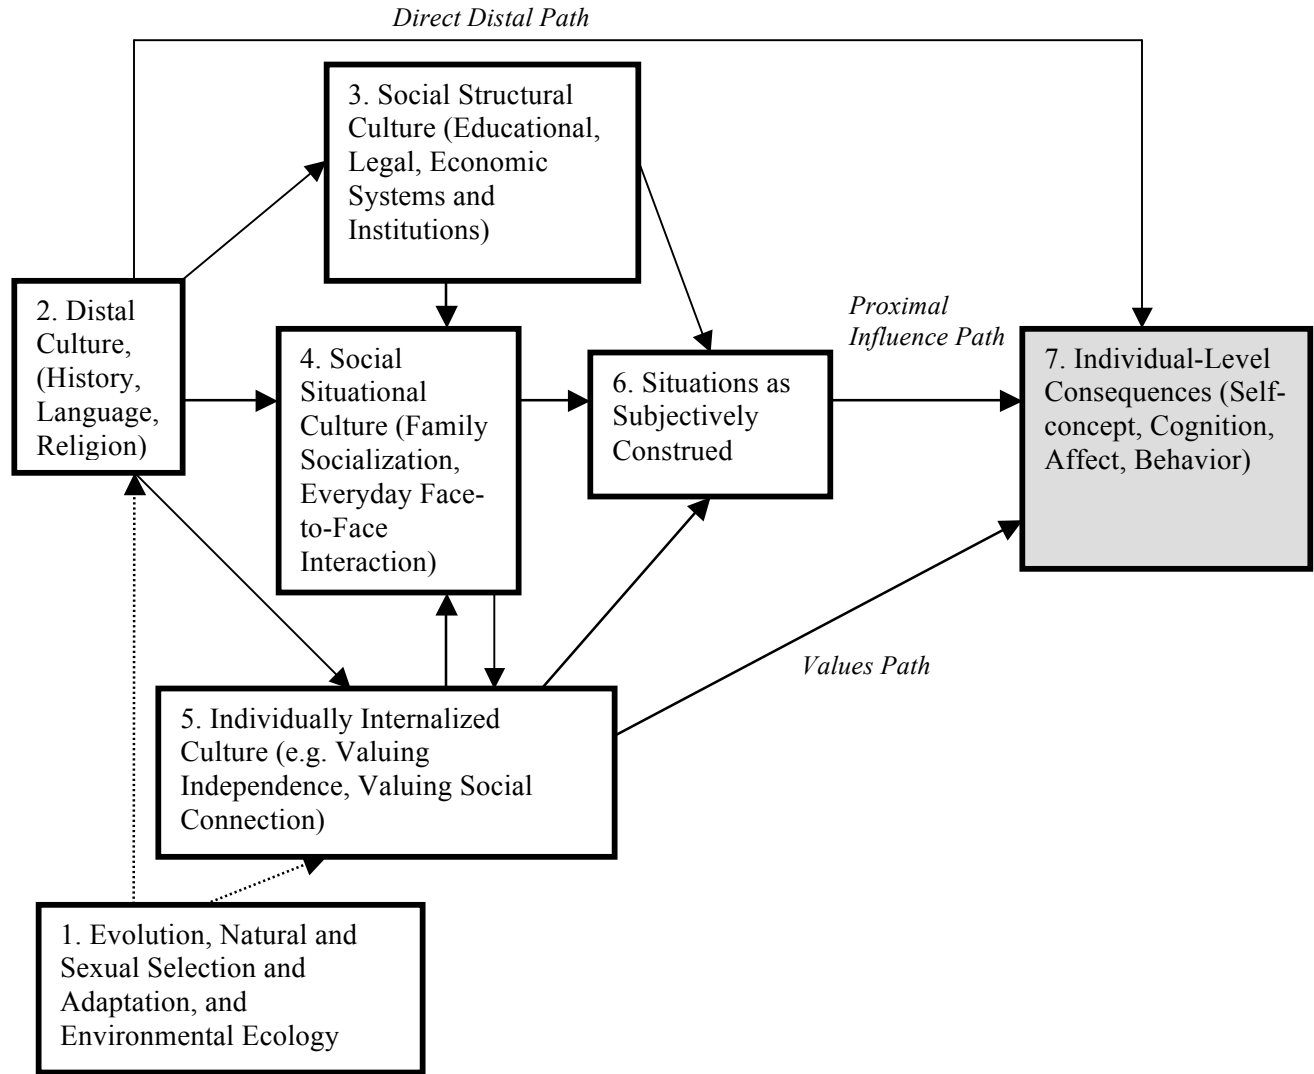 Direct Distal Path
3. Social Structural
Culture (Educational,
Legal, Economic
Systems and
Institutions)
2. Distal
Culture,
(History,
Language,
Religion)
4. Social
Situational
Culture (Family
Socialization,
Everyday Face-
to-Face
Interaction)
6. Situations as
Subjectively
Construed
Proximal
Influence Path
7. Individual-Level
Consequences (Self-
concept, Cognition,
Affect, Behavior)
Values Path
5. Individually Internalized
Culture (e.g. Valuing
Independence, Valuing Social
Connection)
1. Evolution, Natural and
Sexual Selection and
Adaptation, and
Environmental Ecology